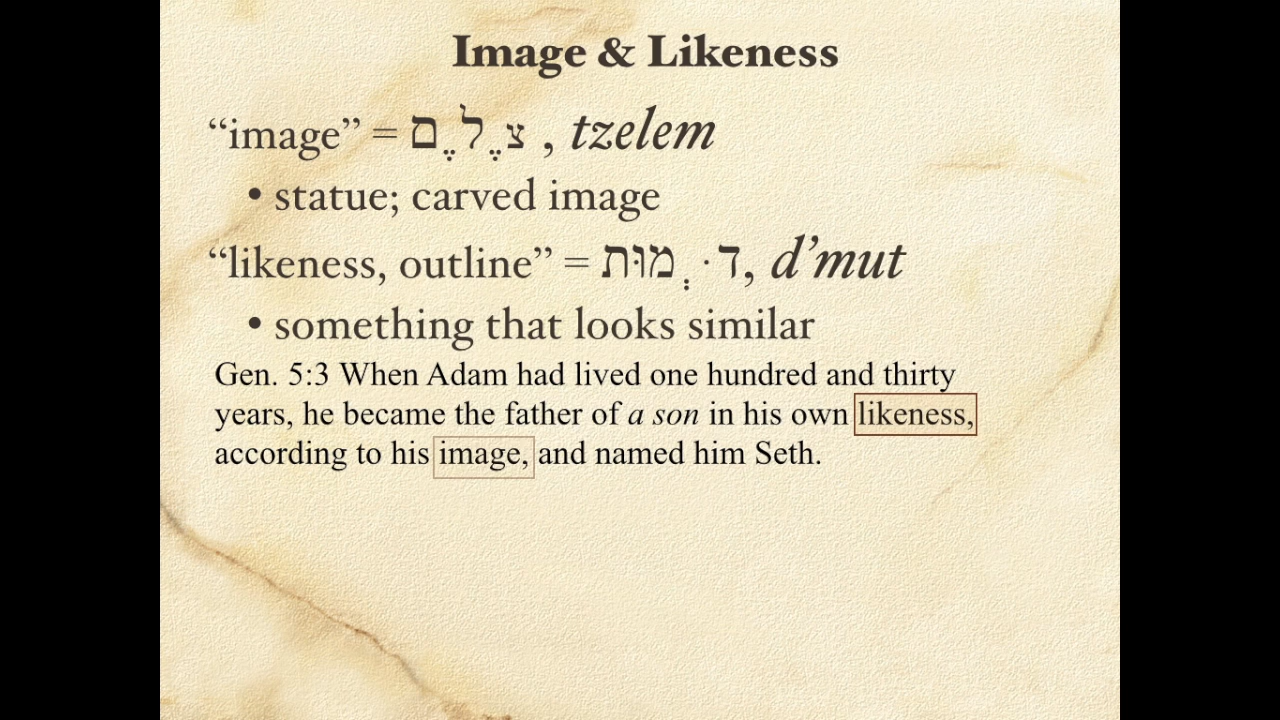 Image & Likeness
“image” = צֶלֶם , tzelem
• statue; carved image
“likeness, outline” = דּמְוּת, d’mut
• something that looks similar
Gen. 5:3 When Adam had lived one hundred and thirty
years, he became the father of a son in his own likeness,
according to his image, and named him Seth.